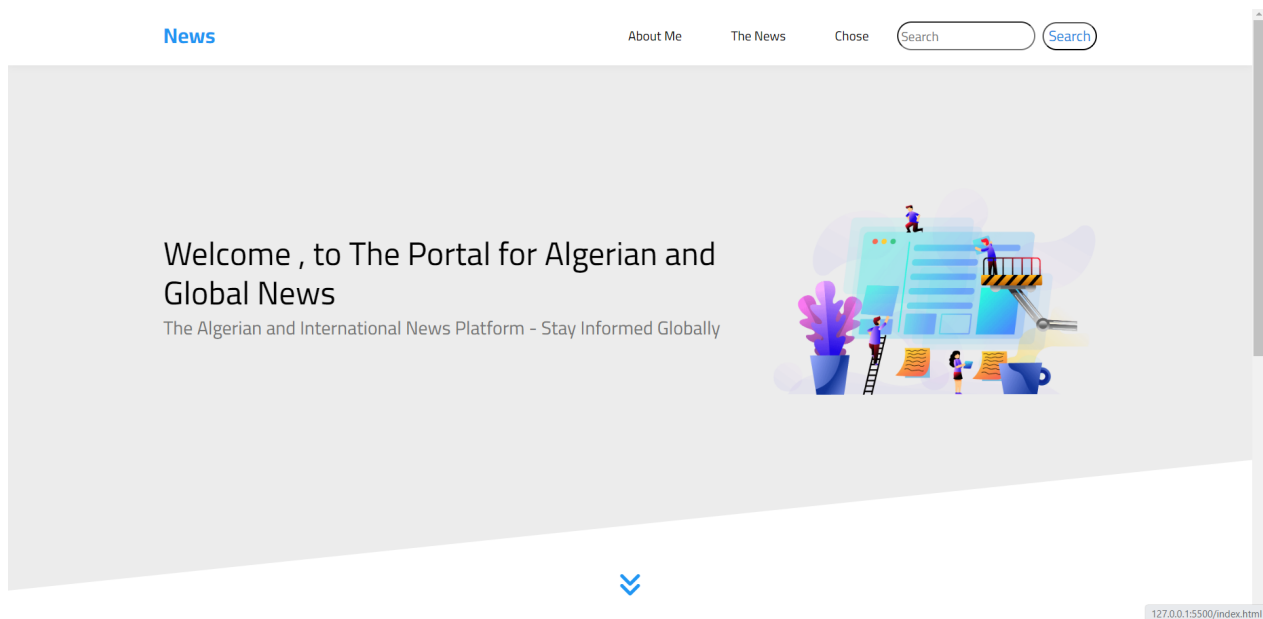 News About Me The News Chose Search Search
Welcome , to The Portal for Algerian and
Global News
The Algerian and International News Platform - Stay Informed Globally
127.0.0.1:5500/index.html